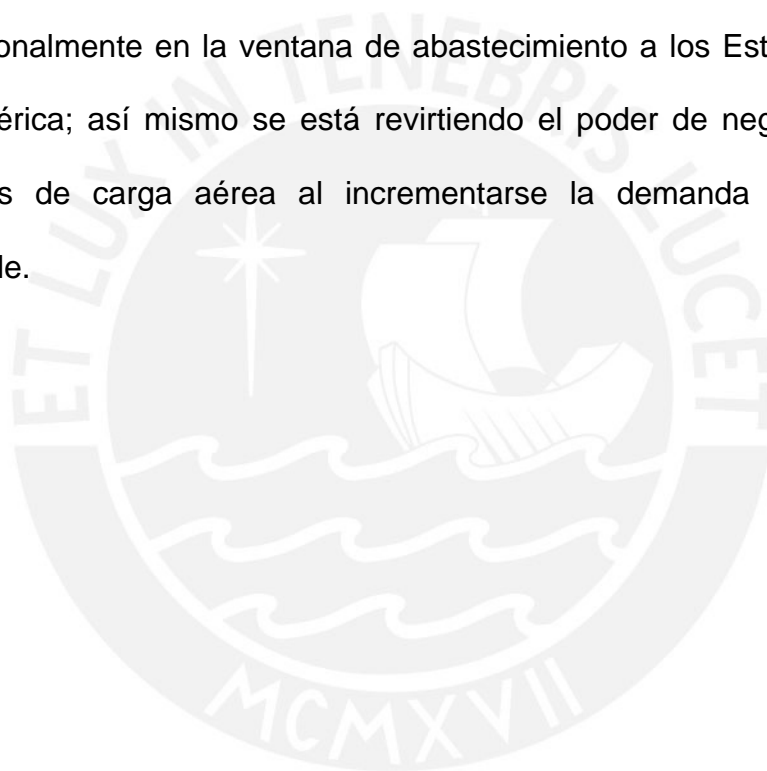 onalmente en la ventana de abastecimiento a los Est
érica; así mismo se está revirtiendo el poder de neg
s de carga aérea al incrementarse la demanda
le.
ET LUX IN TENEBRIS LUCET
MCMXVII